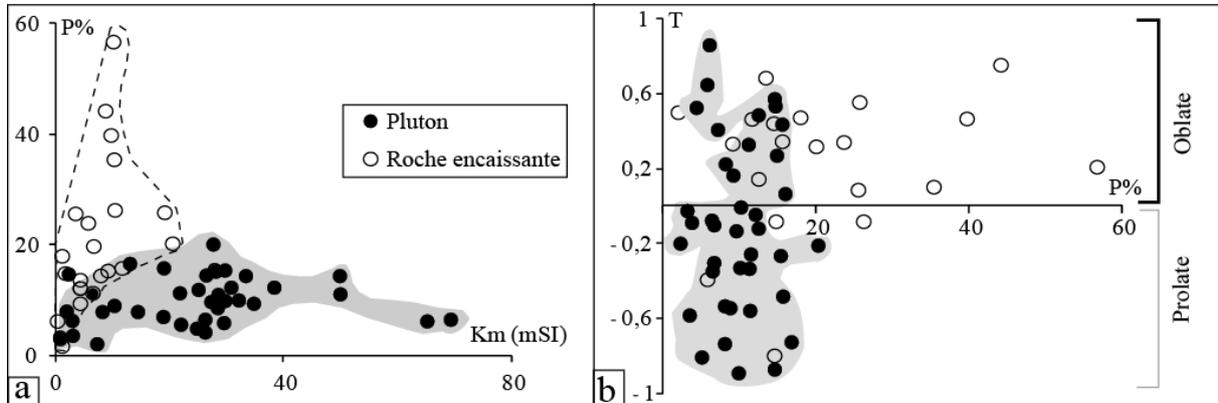 60
P%
40
20
0
0
40
80
Km (mSI)
Pluton
Roche encaissante
a
1
T
0,6
0,2
- 0,2
- 0,6
- 1
20
40
60
P%
Oblate
Prolate
b